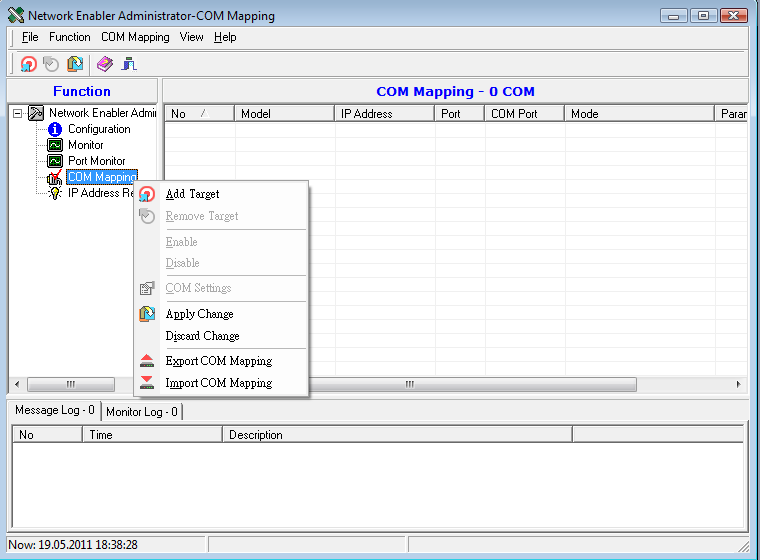 Network Enabler Administrator-COM Mapping
File Function COM Mapping View Help
Function
COM Mapping - 0 COM
Network Enabler Admi
Configuration
Monitor
Port Monitor
COM Mapping
IP Address Re
No / Model IP Address Port COM Port Mode Parar
Add Target
Remove Target
Enable
Disable
COM Settings
Apply Change
Discard Change
Export COM Mapping
Import COM Mapping
Message Log - 0 Monitor Log - 0
No Time Description
Now: 19.05.2011 18:38:28